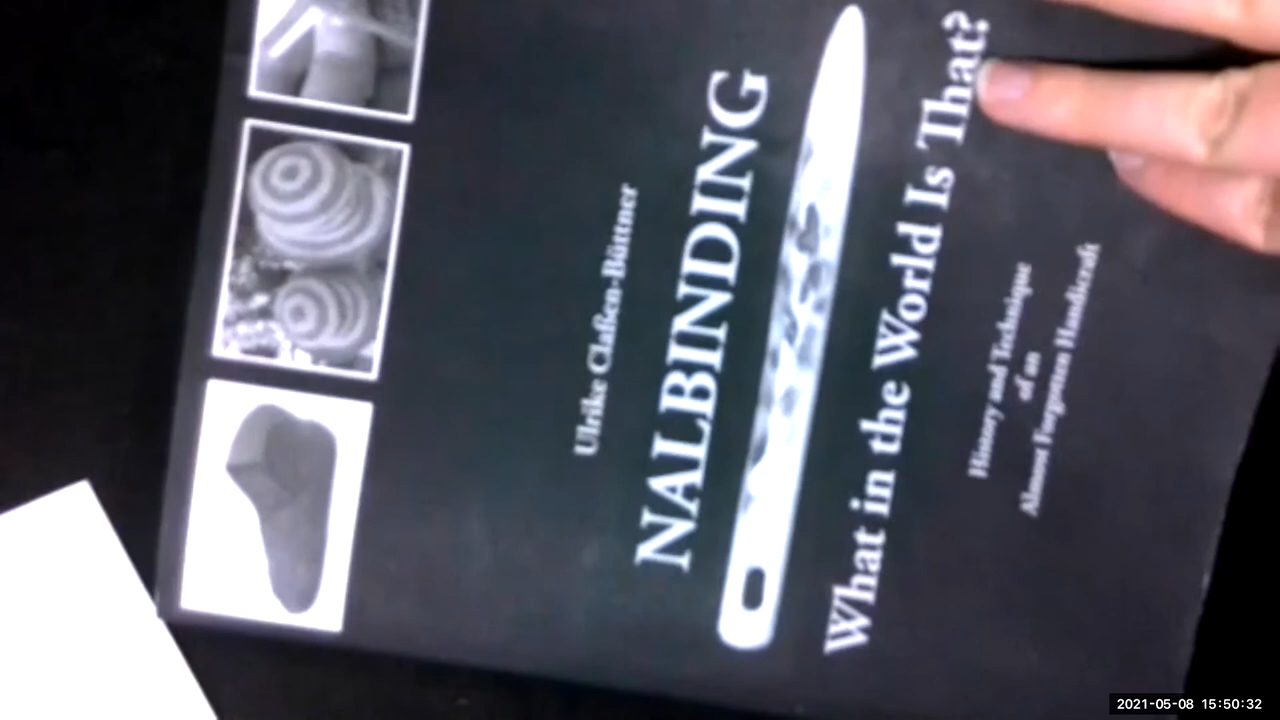 Ulrike Claßen-Büttner
NALBINDING
What in the World Is That?
History and Technique
of an
Almost Forgotten Handicraft
2021-05-08 15:50:32